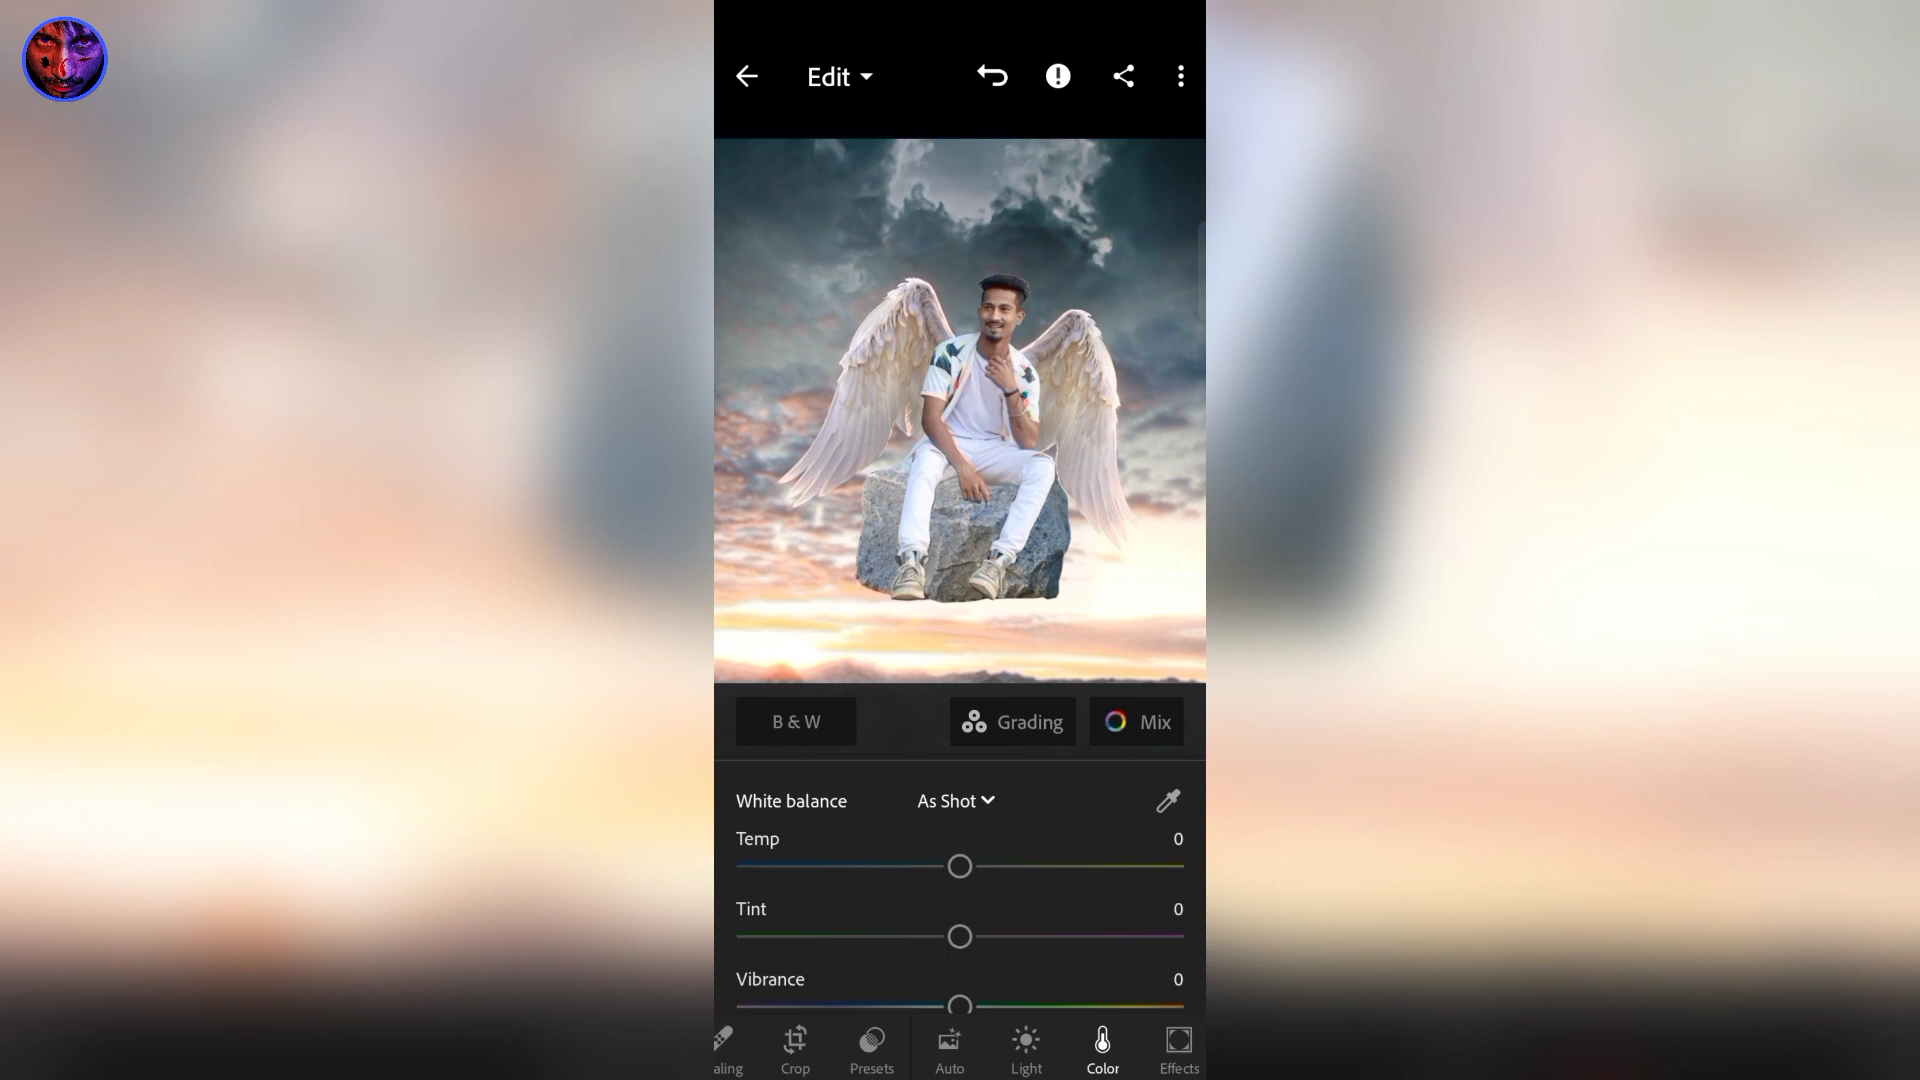 Edit
B & W
Grading
Mix
White balance
As Shot
Temp
0
Tint
0
Vibrance
0
aling
Crop
Presets
Auto
Light
Color
Effects